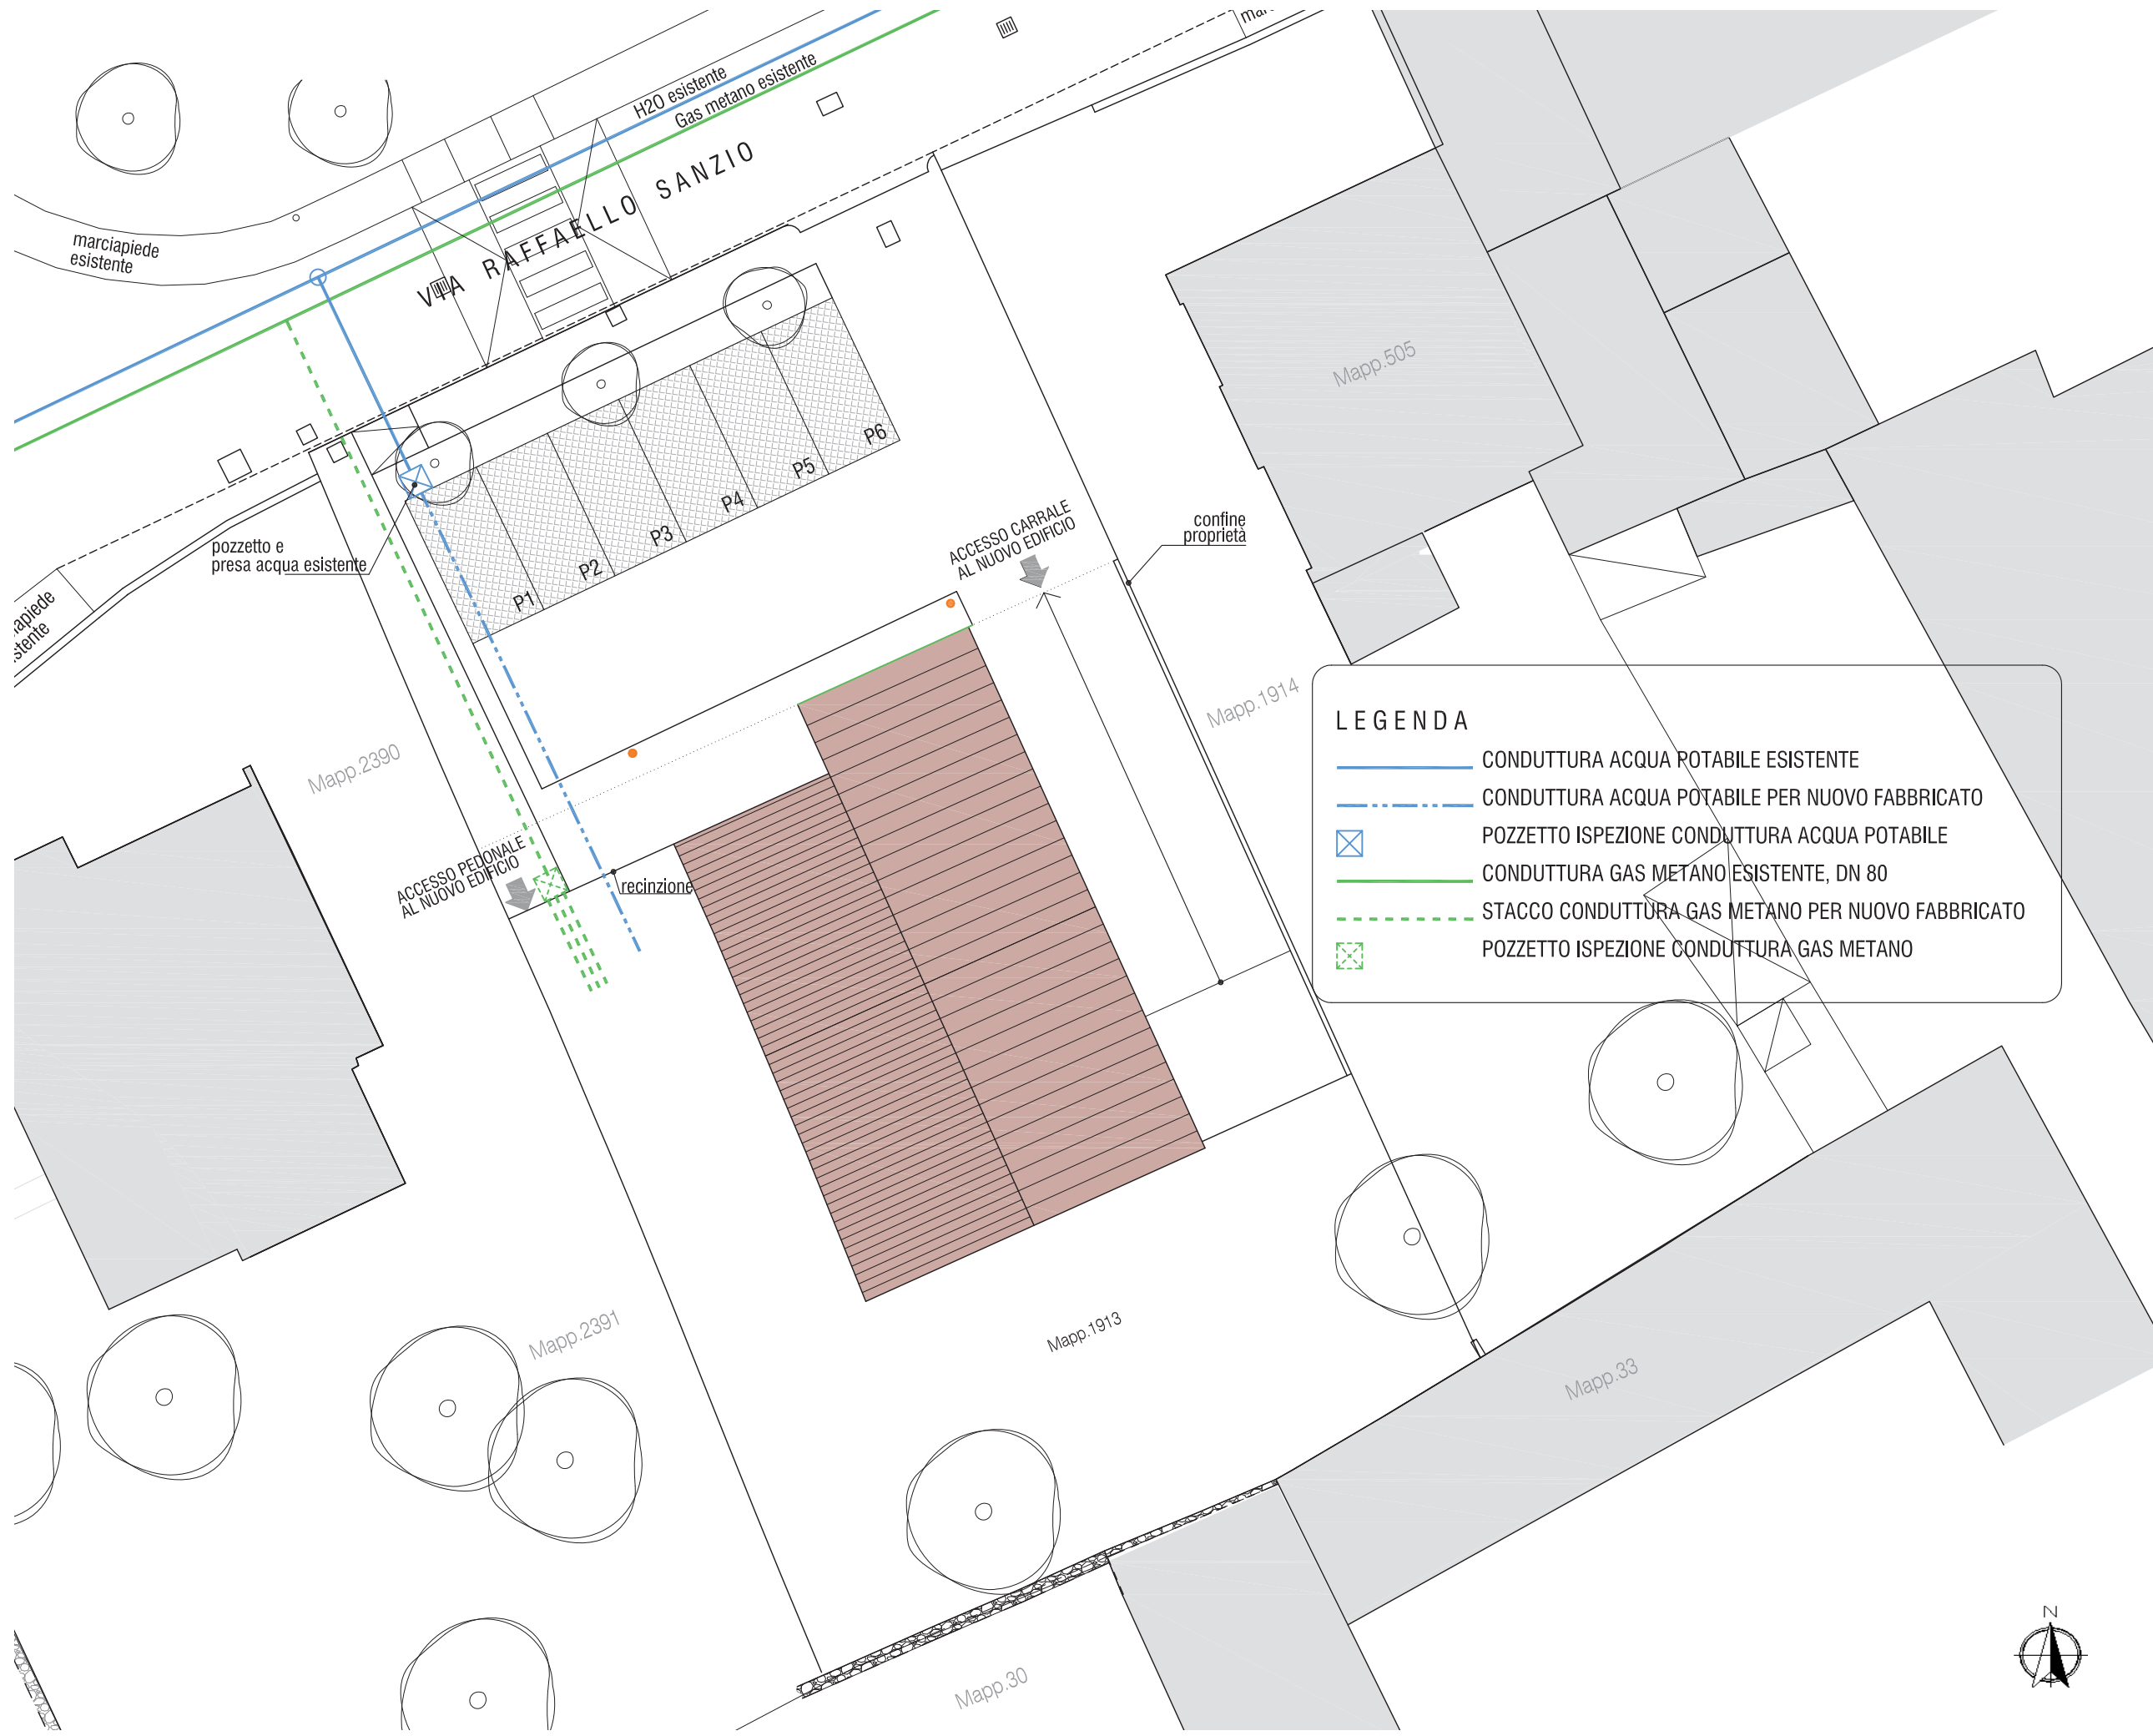 H2O esistente
Gas metano esistente
VIA RAFFAELLO SANZIO
marciapiede
esistente
P6
P5
P4
P3
P2
P1
Mapp.505
ACCESSO CARRALE
AL NUOVO EDIFICIO
confine
proprietà
pozzetto e
presa acqua esistente
Mapp.1914
Mapp.2390
LEGENDA
CONDUTTURA ACQUA POTABILE ESISTENTE
CONDUTTURA ACQUA POTABILE PER NUOVO FABBRICATO
POZZETTO ISPEZIONE CONDUTTURA ACQUA POTABILE
CONDUTTURA GAS METANO ESISTENTE, DN 80
STACCO CONDUTTURA GAS METANO PER NUOVO FABBRICATO
POZZETTO ISPEZIONE CONDUTTURA GAS METANO
ACCESSO PEDONALE
AL NUOVO EDIFICIO
recinzione
Mapp.2391
Mapp.1913
Mapp.33
Mapp.30
N